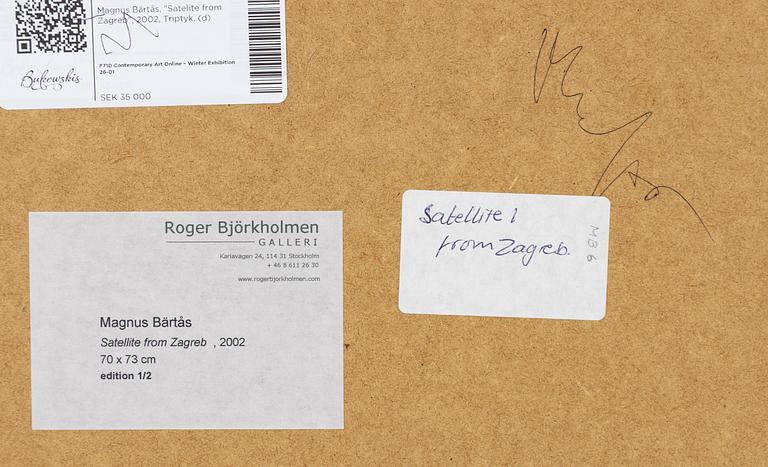 Magnus Bärtås, "Satelite from
Zagreb", 2002, Triptyk. (d)
F710 Contemporary Art Online – Winter Exhibition
26-01
Bukowskis
SEK 35 000
Roger Björkholmen
GALLERI
Karlavägen 24, 114 31 Stockholm
+ 46 8 611 26 30
www.rogerbjorkholmen.com
Magnus Bärtås
Satellite from Zagreb , 2002
70 x 73 cm
edition 1/2
Satellite 1
from Zagreb.
MB 6